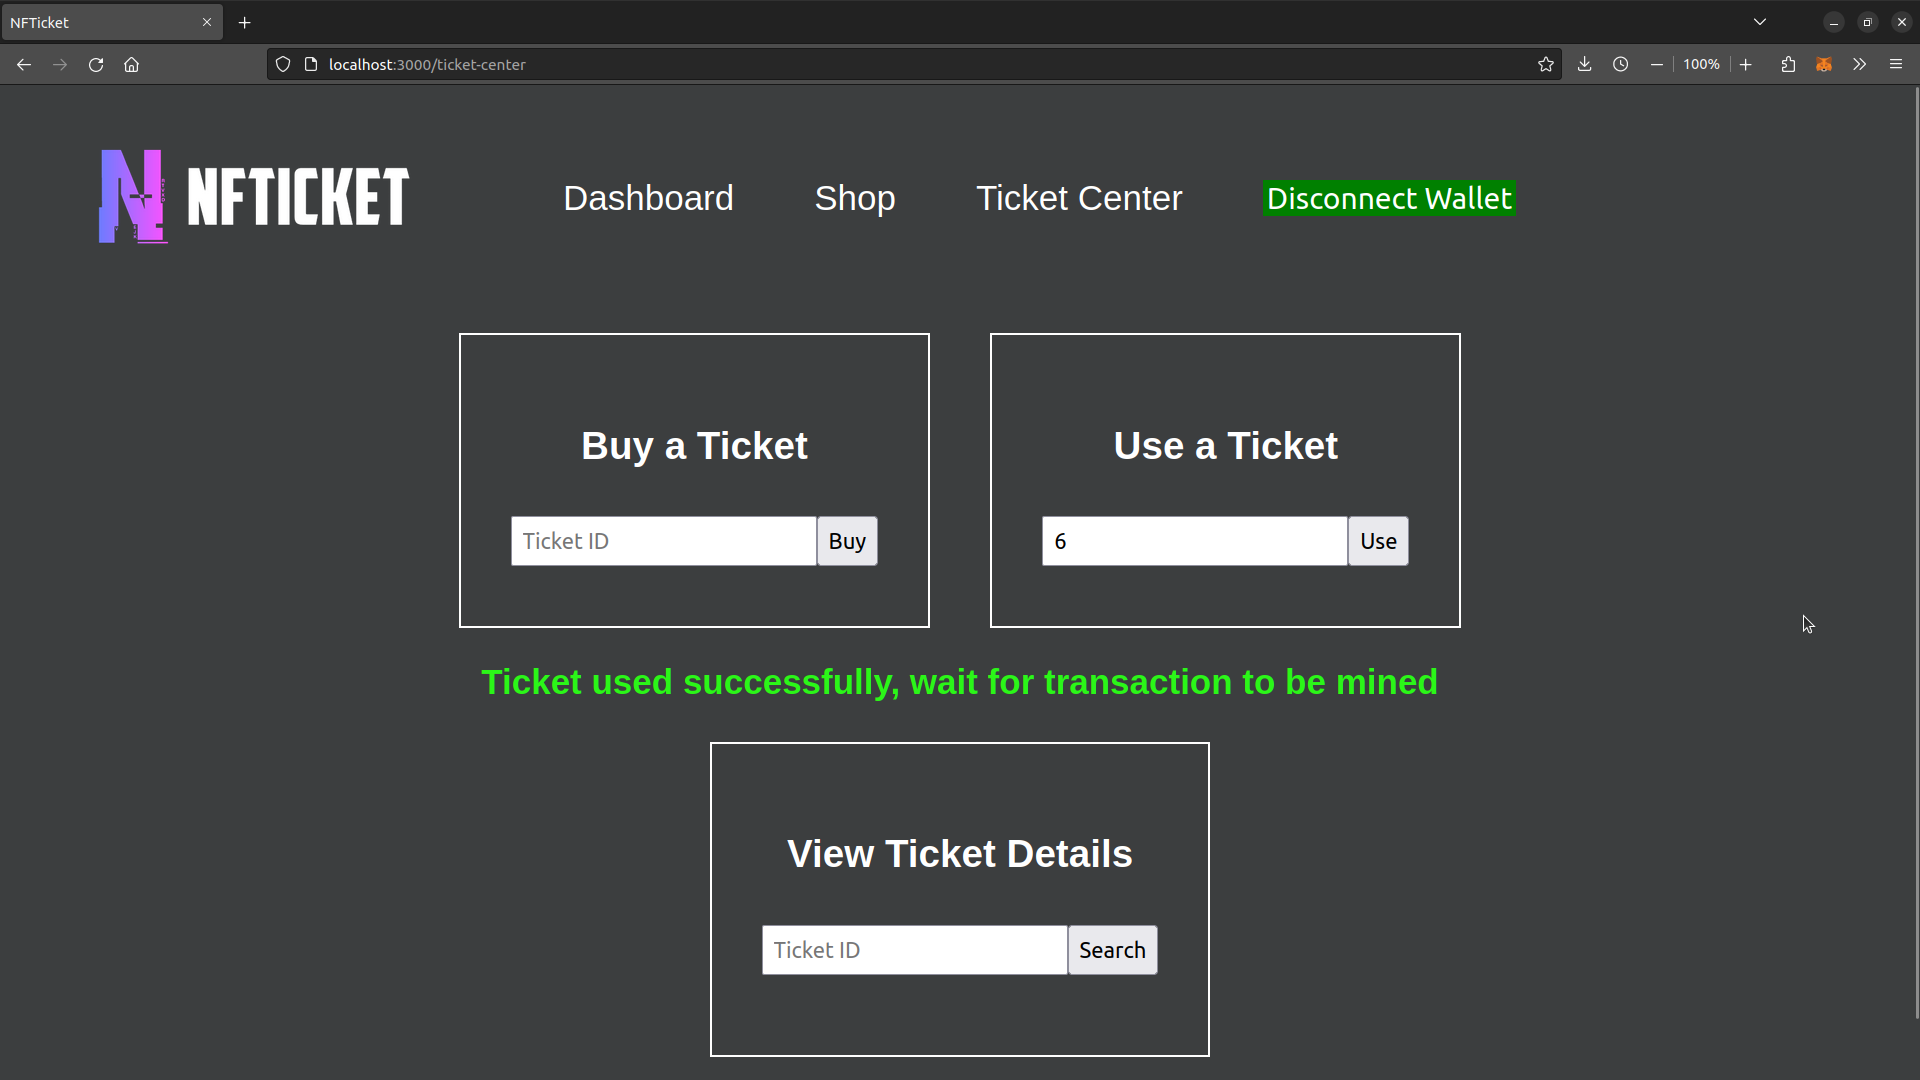 NFTicket
localhost:3000/ticket-center
100%
NFTICKET
Dashboard
Shop
Ticket Center
Disconnect Wallet
Buy a Ticket
Ticket ID
Buy
Use a Ticket
6
Use
Ticket used successfully, wait for transaction to be mined
View Ticket Details
Ticket ID
Search